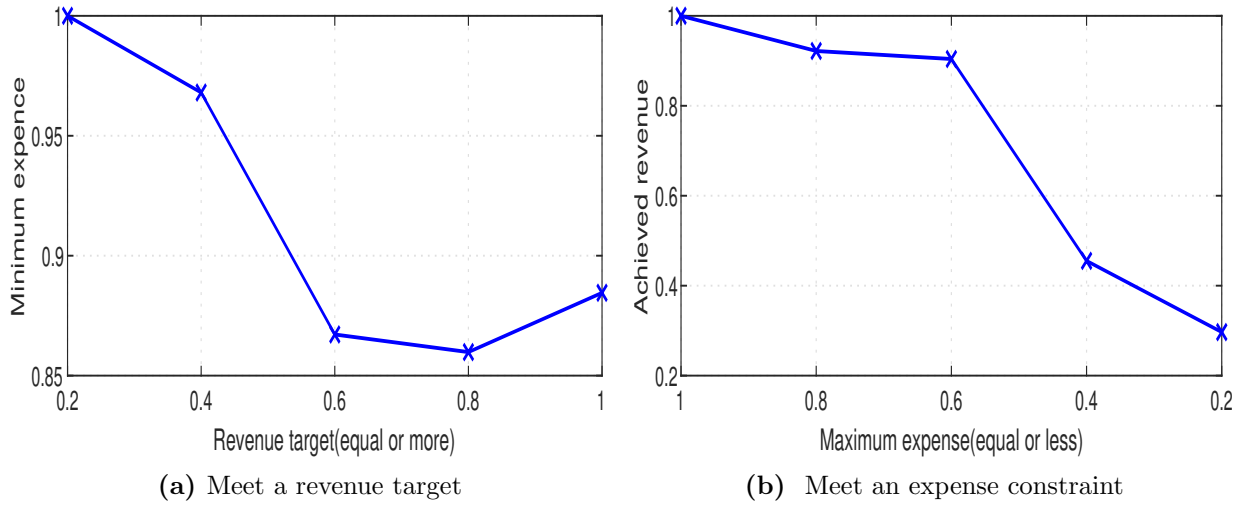 Minimum expence
1
0.95
0.9
0.85
0.2 0.4 0.6 0.8 1
Revenue target(equal or more)
(a) Meet a revenue target
Achieved revenue
1
0.8
0.6
0.4
0.2
1 0.8 0.6 0.4 0.2
Maximum expense(equal or less)
(b) Meet an expense constraint